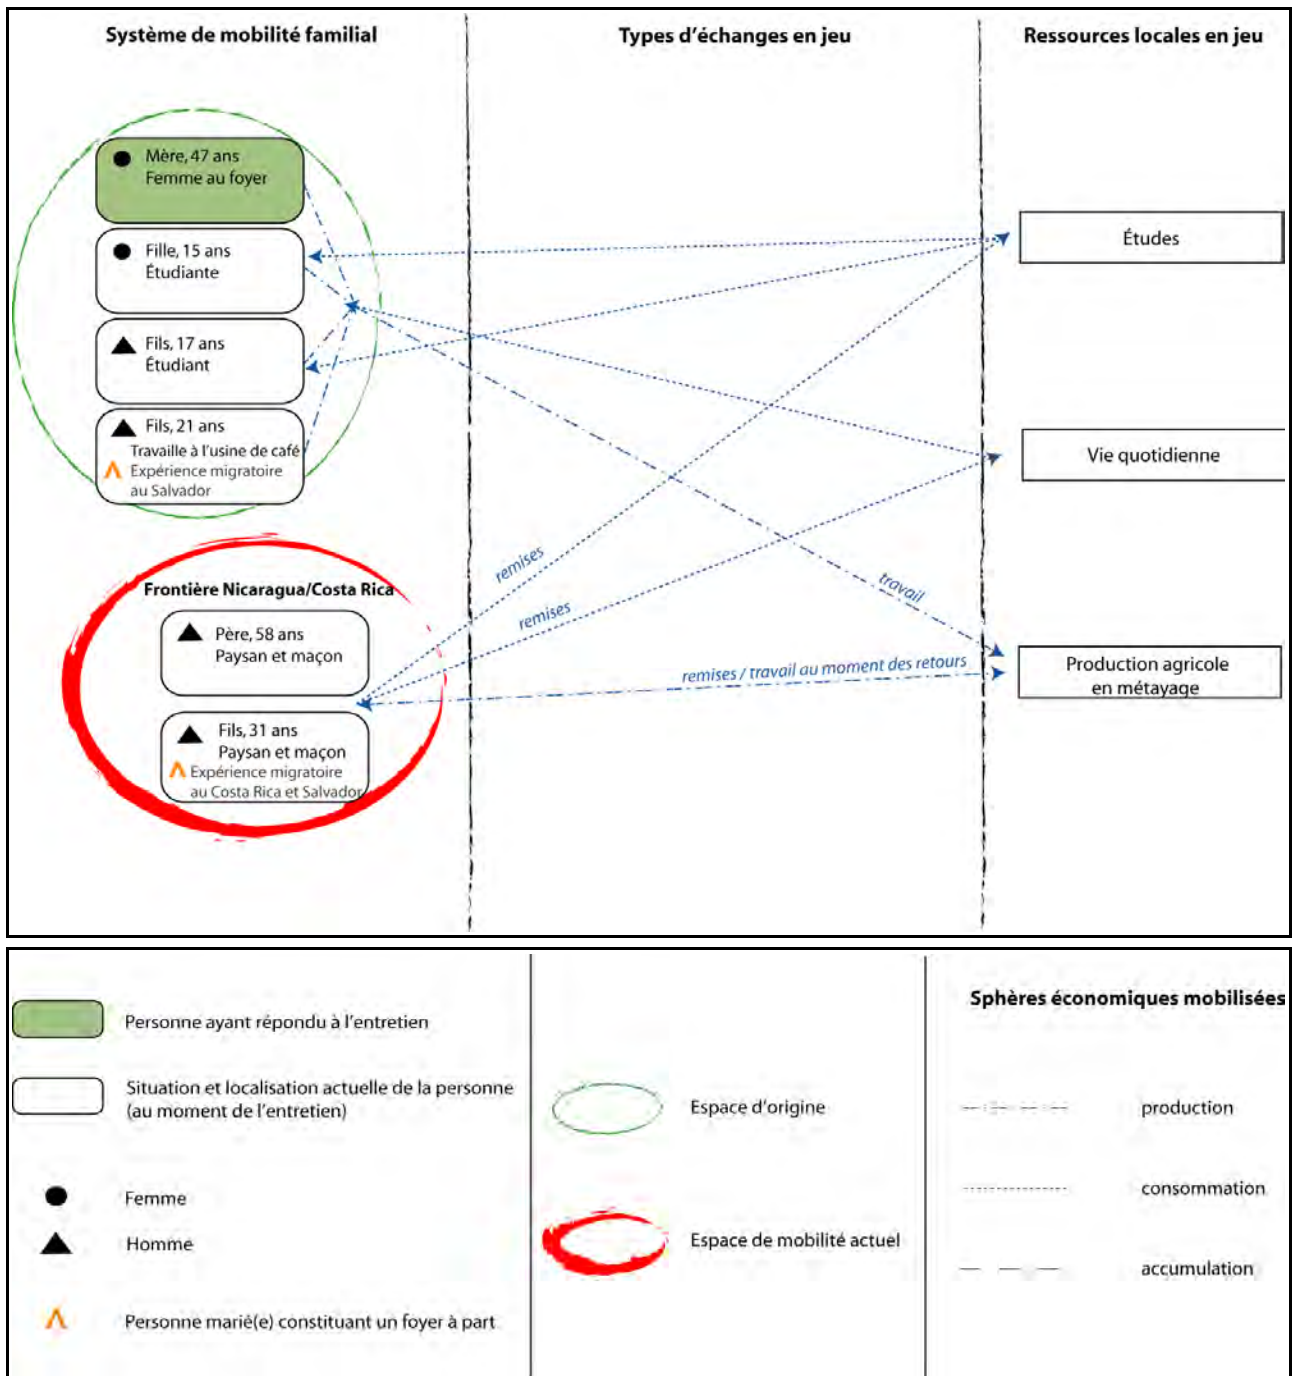 Système de mobilité familial
Types d'échanges en jeu
Ressources locales en jeu
Mère, 47 ans
Femme au foyer
Fille, 15 ans
Étudiante
Fils, 17 ans
Étudiant
Fils, 21 ans
Travaille à l'usine de café
Expérience migratoire
au Salvador
Frontière Nicaragua/Costa Rica
Père, 58 ans
Paysan et maçon
Fils, 31 ans
Paysan et maçon
Expérience migratoire
au Costa Rica et Salvador
remises
remises
travail
remises / travail au moment des retours
Études
Vie quotidienne
Production agricole
en métayage
Personne ayant répondu à l'entretien
Situation et localisation actuelle de la personne
(au moment de l'entretien)
Femme
Homme
Personne marié(e) constituant un foyer à part
Espace d'origine
Espace de mobilité actuel
Sphères économiques mobilisées
production
consommation
accumulation